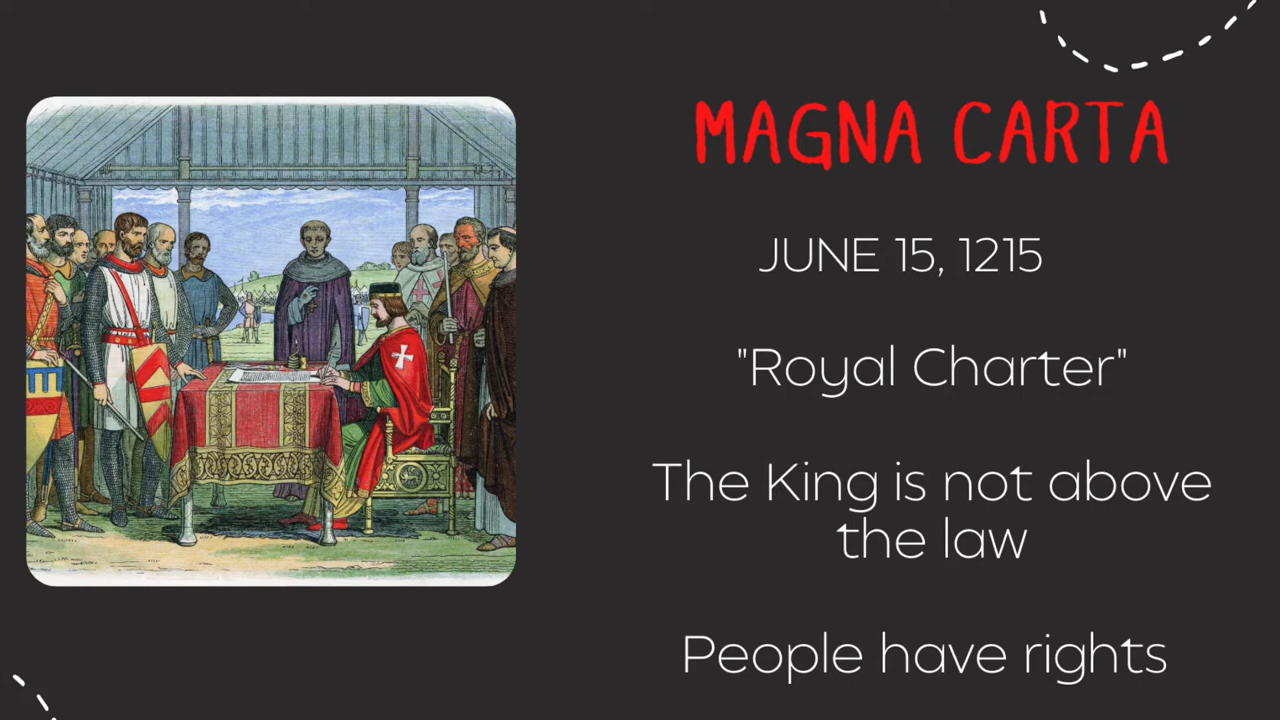 MAGNA CARTA
JUNE 15, 1215
"Royal Charter"
The King is not above
the law
People have rights